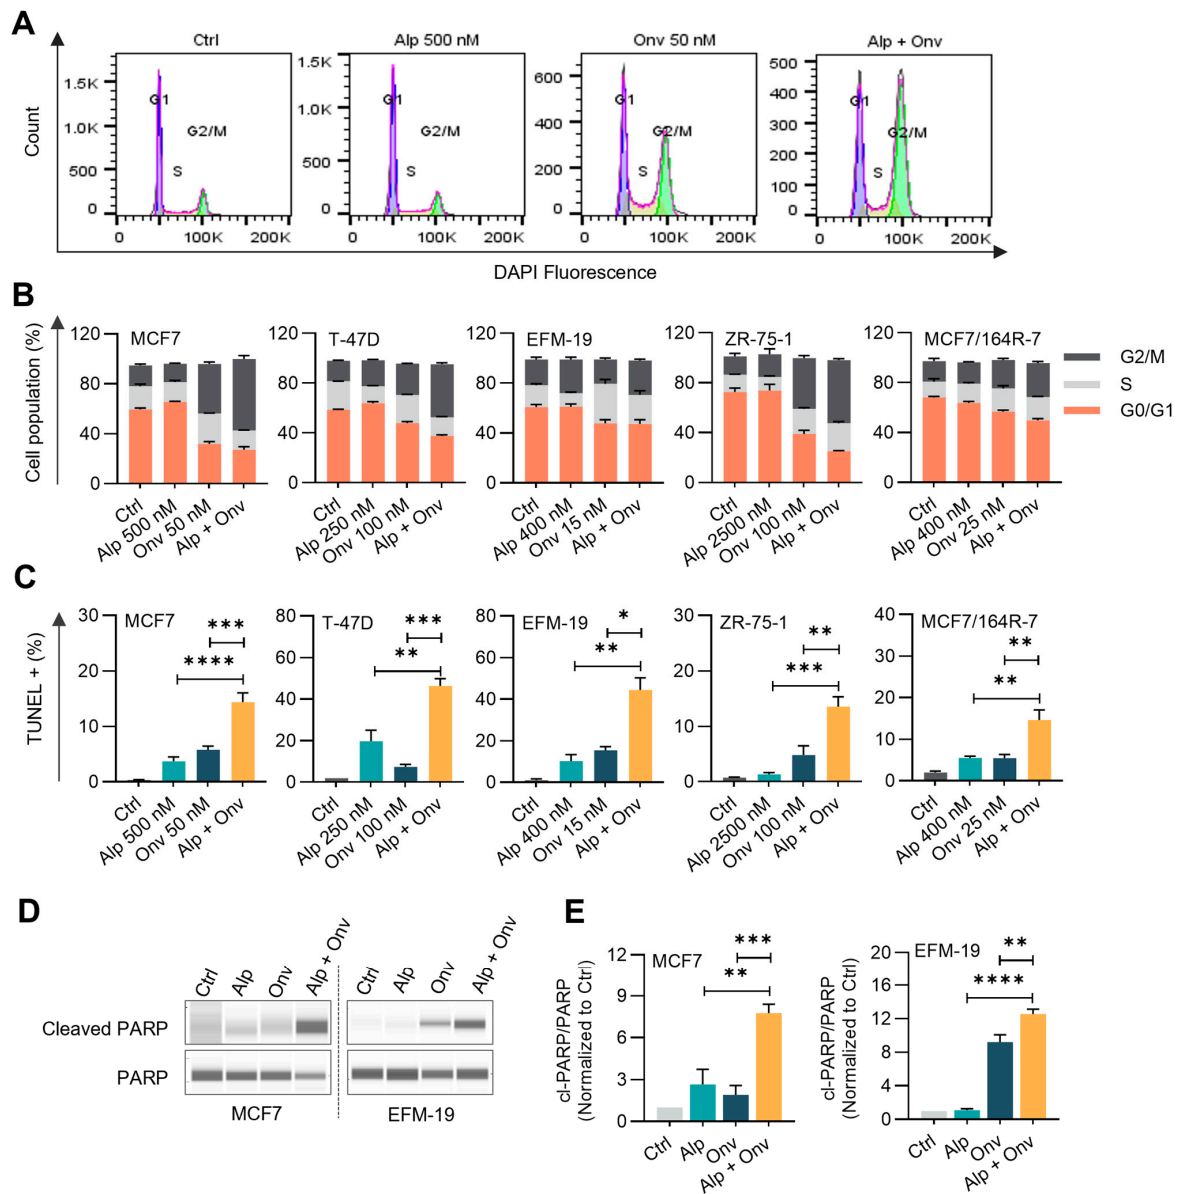 A
Ctrl
Alp 500 nM
Onv 50 nM
Alp + Onv
Count
1.5K
1.0K
500
0
G1
G2/M
S
0 100K 200K
1.5K
1.0K
500
0
G1
G2/M
S
0 100K 200K
600
400
200
0
G1
G2/M
S
0 100K 200K
500
400
300
200
100
0
G1
G2/M
S
0 100K 200K
DAPI Fluorescence
B
Cell population (%)
MCF7
120
80
40
0
Ctrl
Alp 500 nM
Onv 50 nM
Alp + Onv
T-47D
120
80
40
0
Ctrl
Alp 250 nM
Onv 100 nM
Alp + Onv
EFM-19
120
80
40
0
Ctrl
Alp 400 nM
Onv 15 nM
Alp + Onv
ZR-75-1
120
80
40
0
Ctrl
Alp 2500 nM
Onv 100 nM
Alp + Onv
MCF7/164R-7
120
80
40
0
Ctrl
Alp 400 nM
Onv 25 nM
Alp + Onv
G2/M
S
G0/G1
C
TUNEL + (%)
MCF7
30
20
10
0
***
****
Ctrl
Alp 500 nM
Onv 50 nM
Alp + Onv
T-47D
80
60
40
20
0
***
**
Ctrl
Alp 250 nM
Onv 100 nM
Alp + Onv
EFM-19
80
60
40
20
0
*
**
Ctrl
Alp 400 nM
Onv 15 nM
Alp + Onv
ZR-75-1
30
20
10
0
**
***
Ctrl
Alp 2500 nM
Onv 100 nM
Alp + Onv
MCF7/164R-7
40
30
20
10
0
**
**
Ctrl
Alp 400 nM
Onv 25 nM
Alp + Onv
D
Ctrl
Alp
Onv
Alp + Onv
Ctrl
Alp
Onv
Alp + Onv
Cleaved PARP
PARP
MCF7
EFM-19
E
cl-PARP/PARP
(Normalized to Ctrl)
MCF7
12
9
6
3
0
***
**
Ctrl
Alp
Onv
Alp + Onv
cl-PARP/PARP
(Normalized to Ctrl)
EFM-19
20
16
12
8
4
0
**
****
Ctrl
Alp
Onv
Alp + Onv